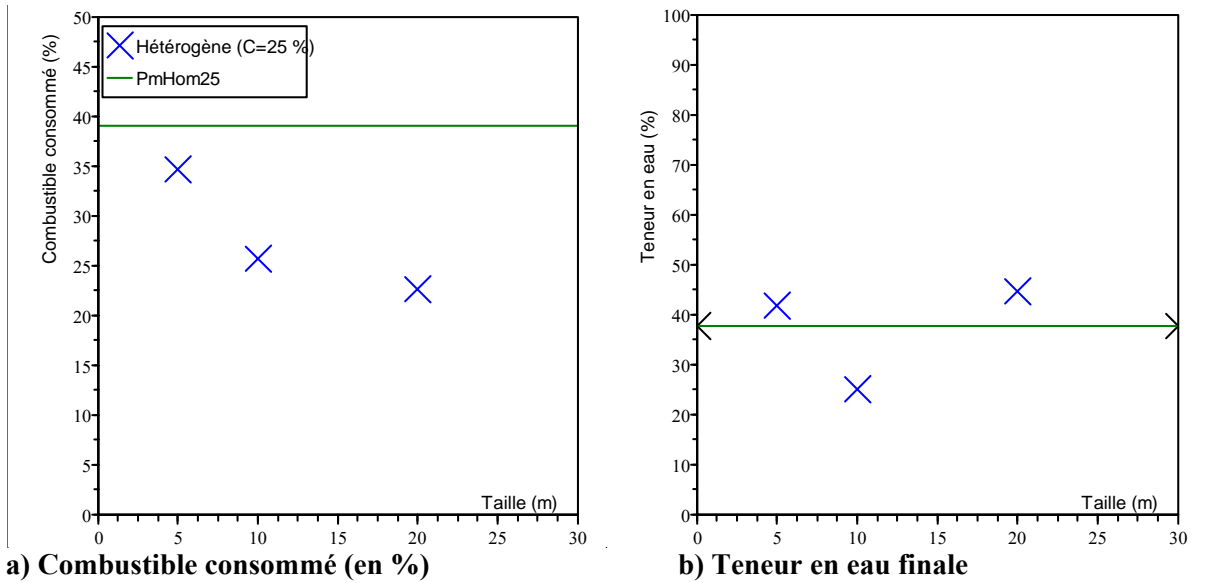 Combustible consommé (%)
50
45
40
35
30
25
20
15
10
5
0
Hétérogène (C=25 %)
PmHom25
Taille (m)
0 5 10 15 20 25 30
a) Combustible consommé (en %)
Teneur en eau (%)
100
90
80
70
60
50
40
30
20
10
0
Taille (m)
0 5 10 15 20 25 30
b) Teneur en eau finale